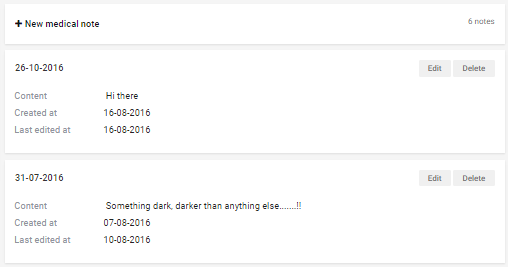 + New medical note 6 notes
26-10-2016 Edit Delete
Content Hi there
Created at 16-08-2016
Last edited at 16-08-2016
31-07-2016 Edit Delete
Content Something dark, darker than anything else.......!!
Created at 07-08-2016
Last edited at 10-08-2016